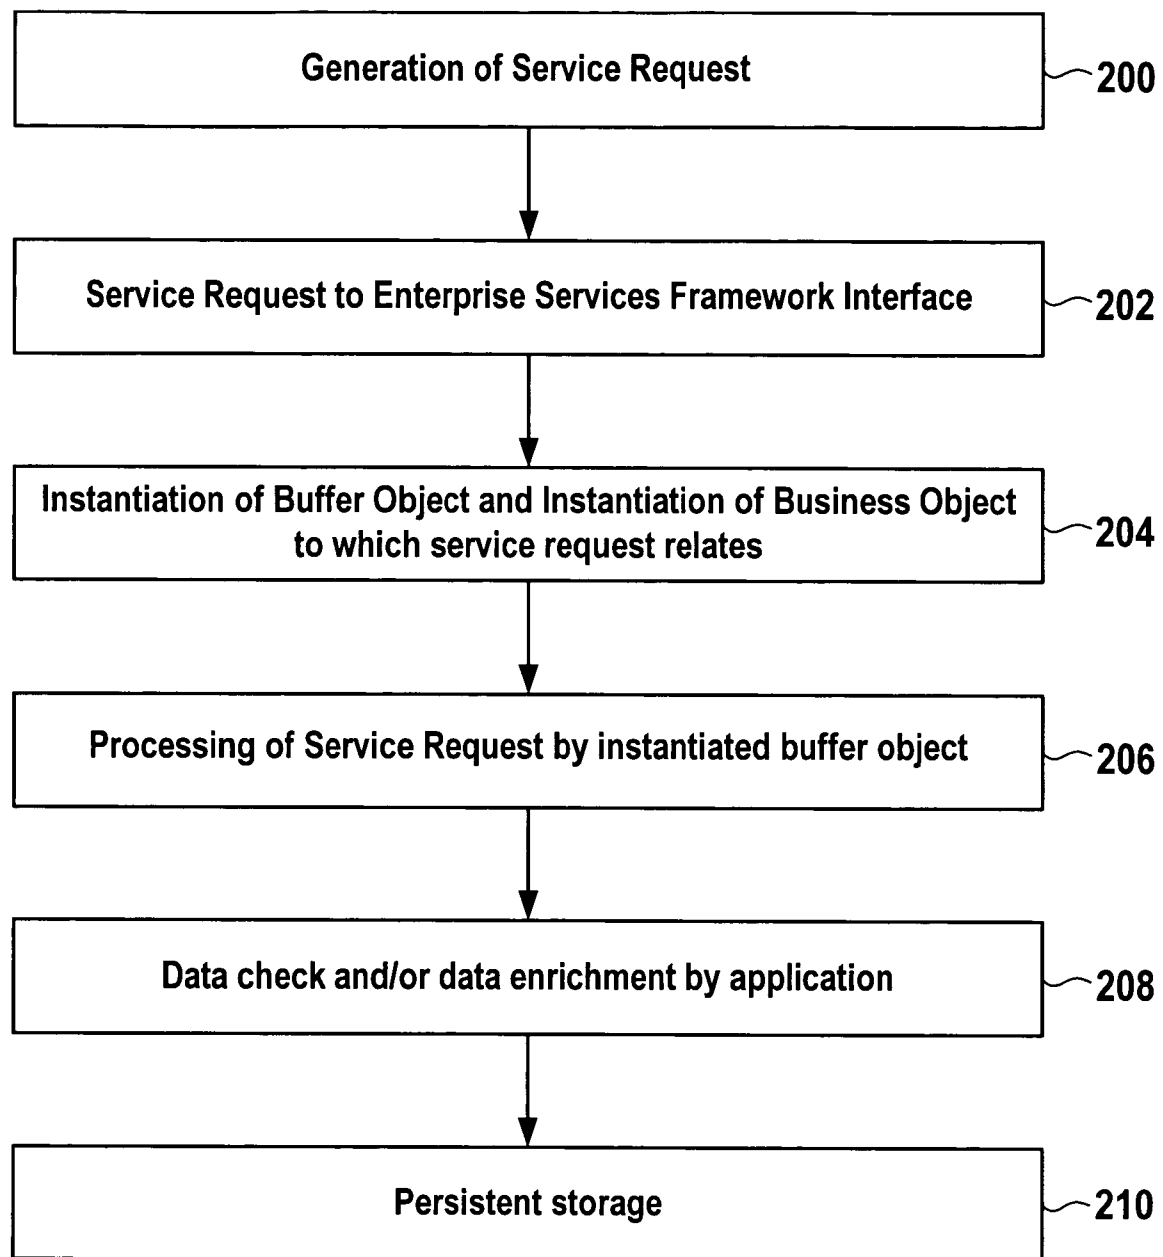 Generation of Service Request
200
Service Request to Enterprise Services Framework Interface
202
Instantiation of Buffer Object and Instantiation of Business Object
to which service request relates
204
Processing of Service Request by instantiated buffer object
206
Data check and/or data enrichment by application
208
Persistent storage
210